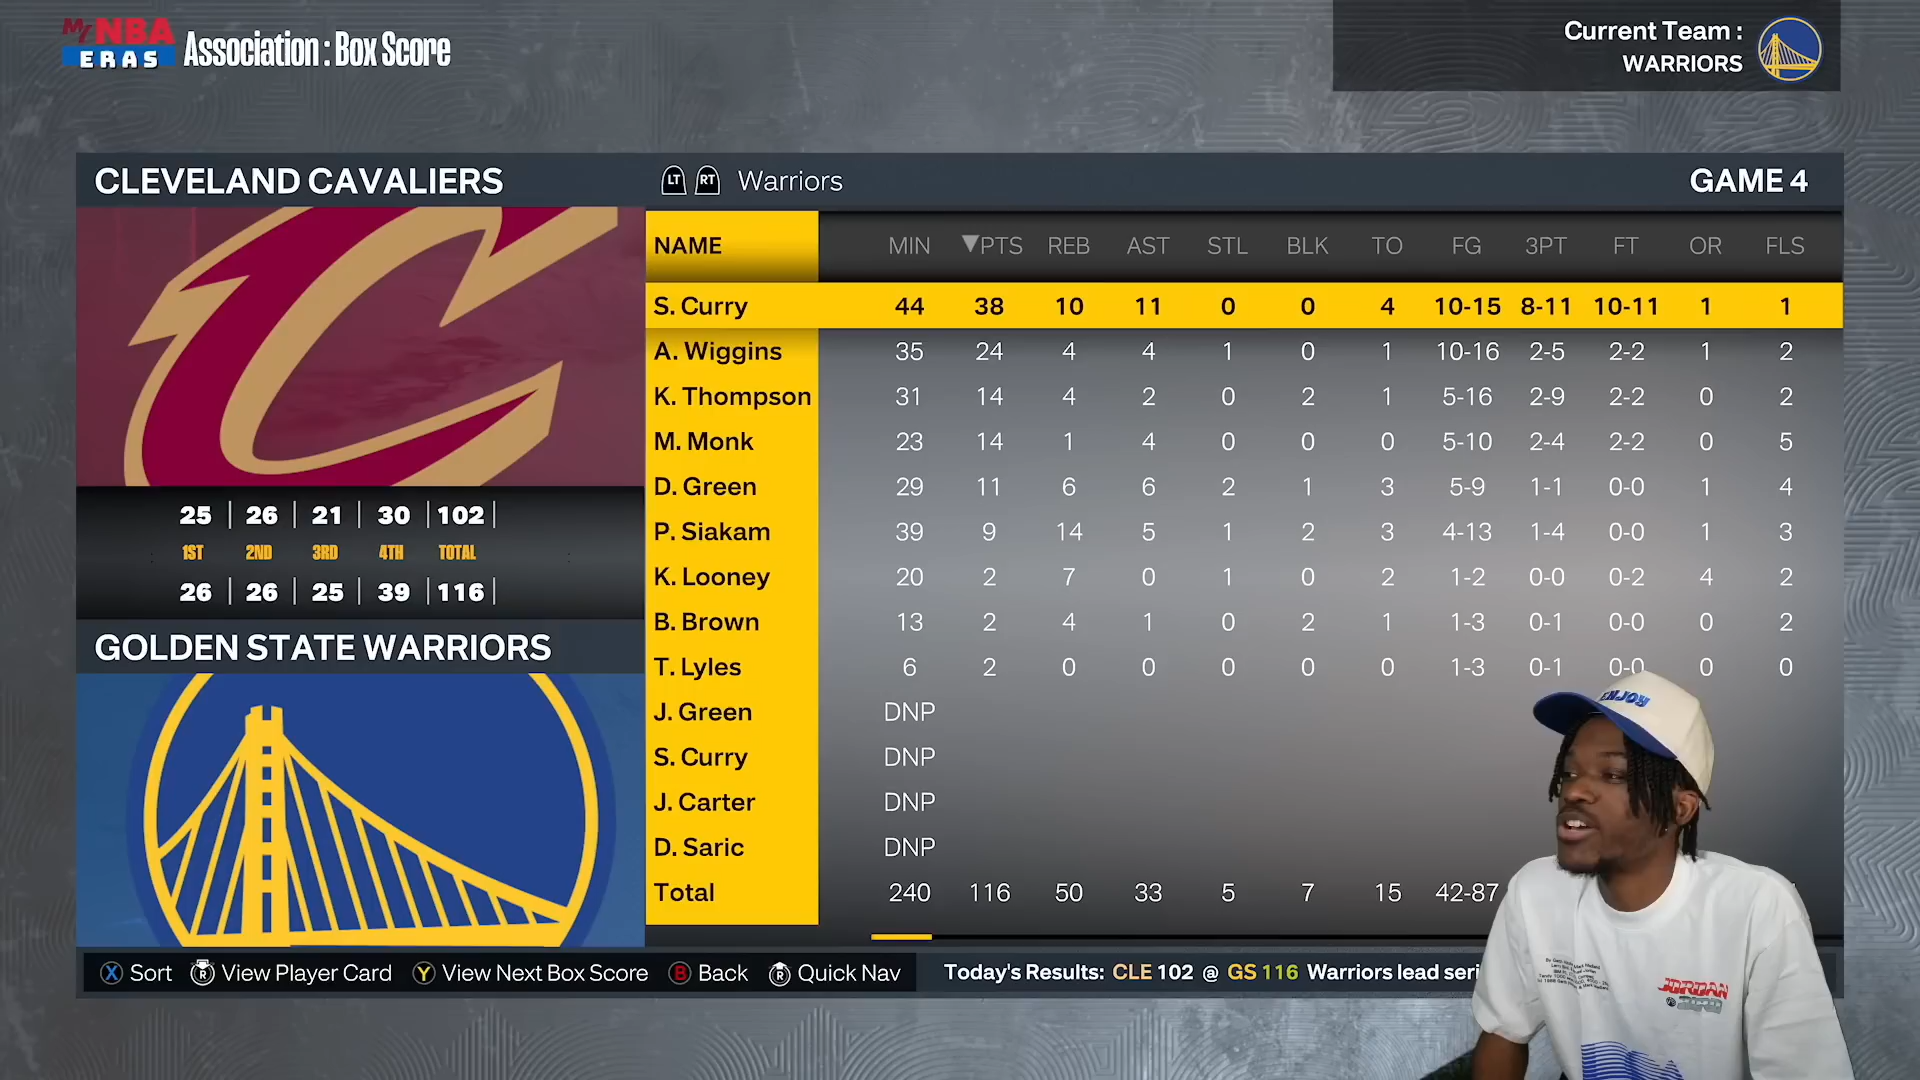 MyNBA ERAS Association : Box Score
Current Team :
WARRIORS
CLEVELAND CAVALIERS
25 | 26 | 21 | 30 | 102 |
1ST 2ND 3RD 4TH TOTAL
26 | 26 | 25 | 39 | 116 |
GOLDEN STATE WARRIORS
LT RT Warriors GAME 4
NAME MIN ▼PTS REB AST STL BLK TO FG 3PT FT OR FLS
S. Curry 44 38 10 11 0 0 4 10-15 8-11 10-11 1 1
A. Wiggins 35 24 4 4 1 0 1 10-16 2-5 2-2 1 2
K. Thompson 31 14 4 2 0 2 1 5-16 2-9 2-2 0 2
M. Monk 23 14 1 4 0 0 0 5-10 2-4 2-2 0 5
D. Green 29 11 6 6 2 1 3 5-9 1-1 0-0 1 4
P. Siakam 39 9 14 5 1 2 3 4-13 1-4 0-0 1 3
K. Looney 20 2 7 0 1 0 2 1-2 0-0 0-2 4 2
B. Brown 13 2 4 1 0 2 1 1-3 0-1 0-0 0 2
T. Lyles 6 2 0 0 0 0 0 1-3 0-1 0-0 0 0
J. Green DNP
S. Curry DNP
J. Carter DNP
D. Saric DNP
Total 240 116 50 33 5 7 15 42-87
X Sort R View Player Card Y View Next Box Score B Back R Quick Nav
Today's Results: CLE 102 @ GS 116 Warriors lead seri
JORDAN